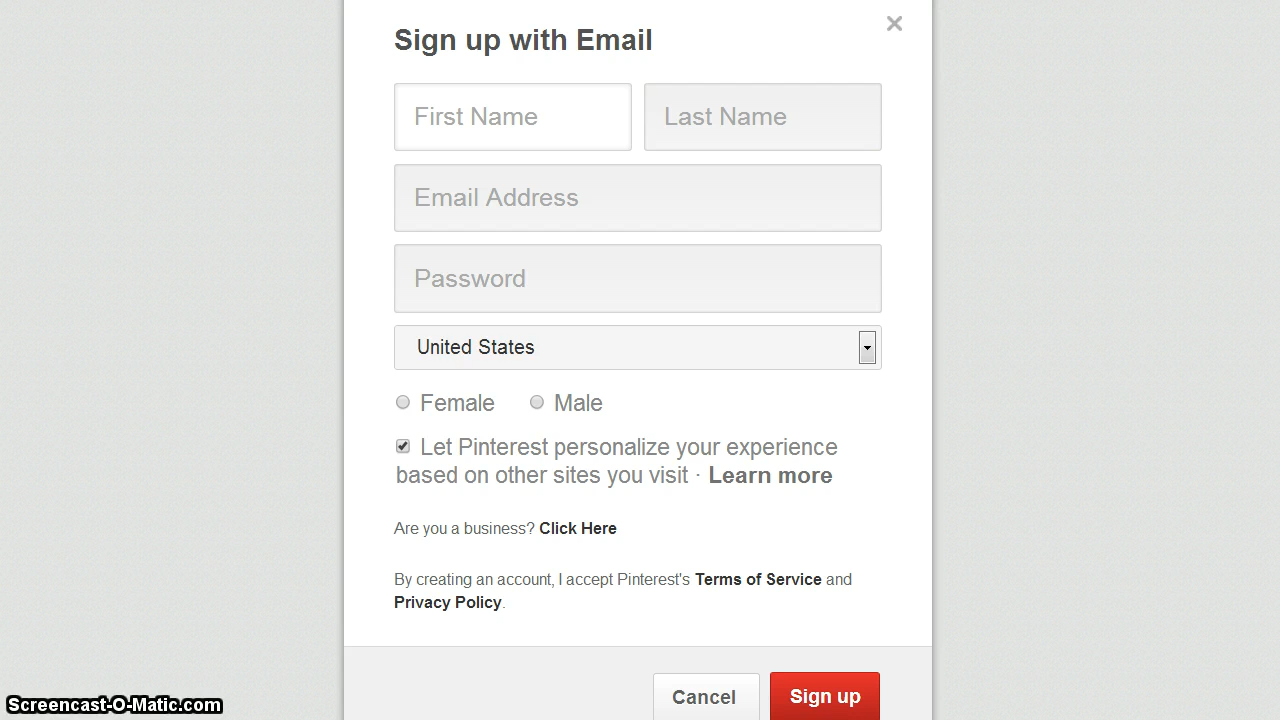 Sign up with Email
First Name Last Name
Email Address
Password
United States
Female Male
Let Pinterest personalize your experience
based on other sites you visit · Learn more
Are you a business? Click Here
By creating an account, I accept Pinterest's Terms of Service and
Privacy Policy.
Cancel Sign up
Screencast-O-Matic.com